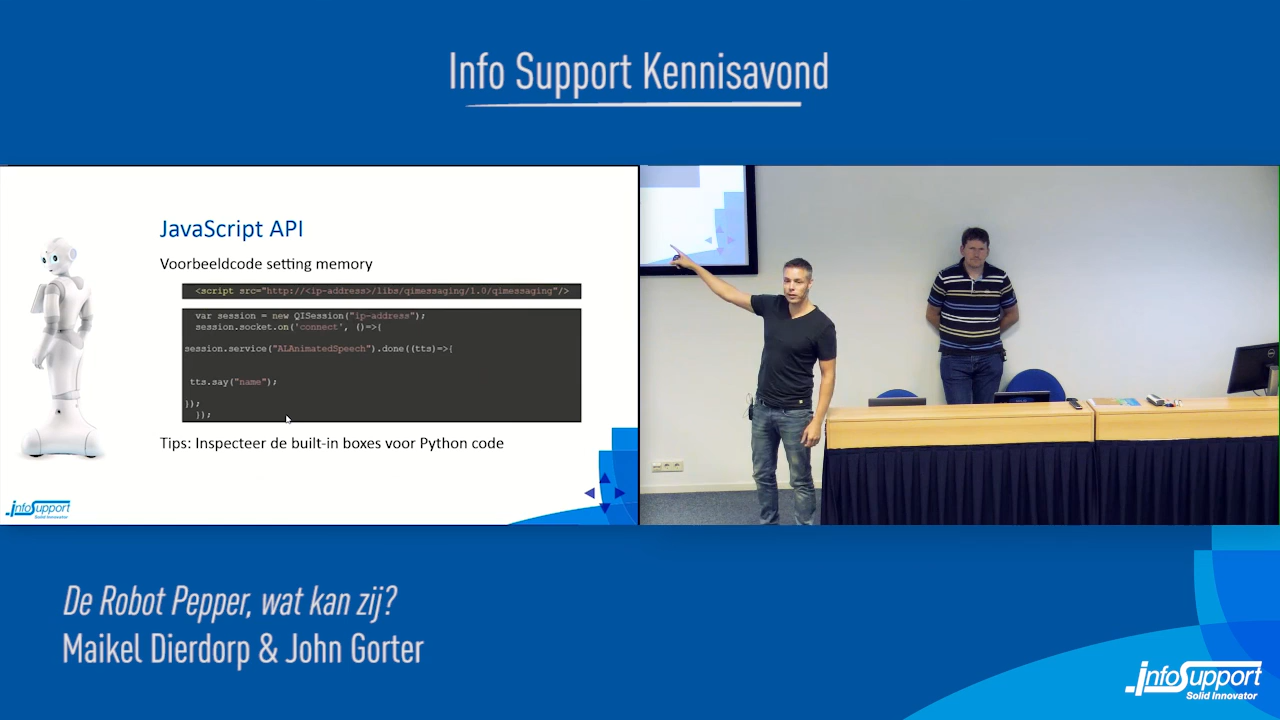 Info Support Kennisavond
JavaScript API
Voorbeeldcode setting memory
<script src="http://<ip-address>/libs/qimessaging/1.0/qimessaging"/>
var session = new QISession("ip-address");
session.socket.on('connect', ()=>{
session.service("ALAnimatedSpeech").done((tts)=>{
tts.say("name");
});
});
Tips: Inspecteer de built-in boxes voor Python code
infoSupport
Solid Innovator
De Robot Pepper, wat kan zij?
Maikel Dierdorp & John Gorter
infoSupport
Solid Innovator